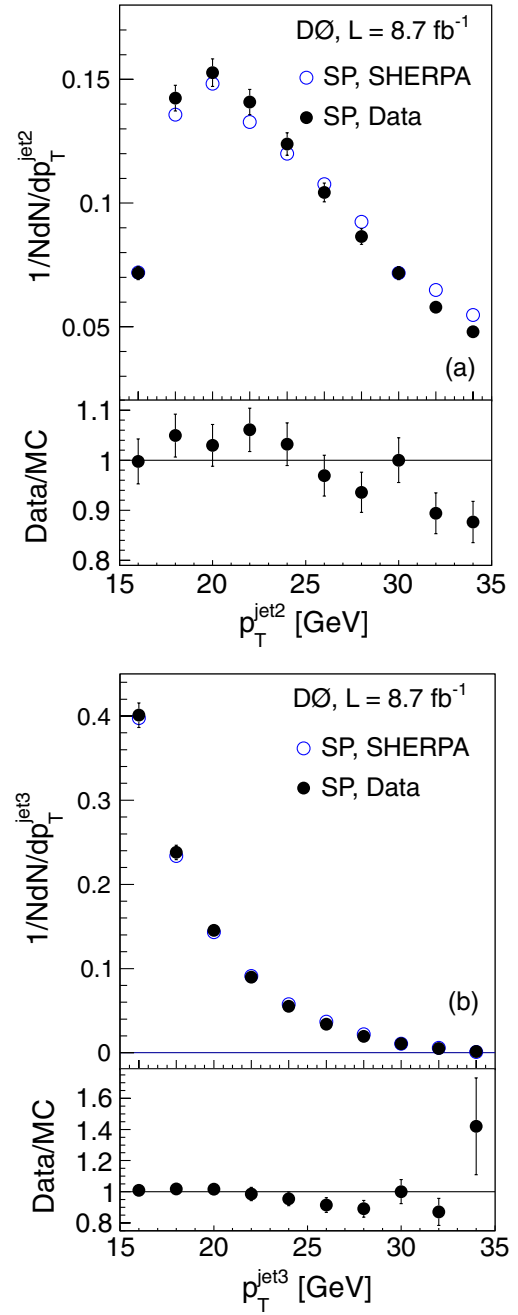 DØ, L = 8.7 fb⁻¹
SP, SHERPA
SP, Data
1/NdN/dp_T^jet2
0.15
0.1
0.05
(a)
Data/MC
1.1
1
0.9
0.8
15 20 25 30 35
p_T^jet2 [GeV]
DØ, L = 8.7 fb⁻¹
SP, SHERPA
SP, Data
1/NdN/dp_T^jet3
0.4
0.3
0.2
0.1
0
(b)
Data/MC
1.6
1.4
1.2
1
0.8
15 20 25 30 35
p_T^jet3 [GeV]